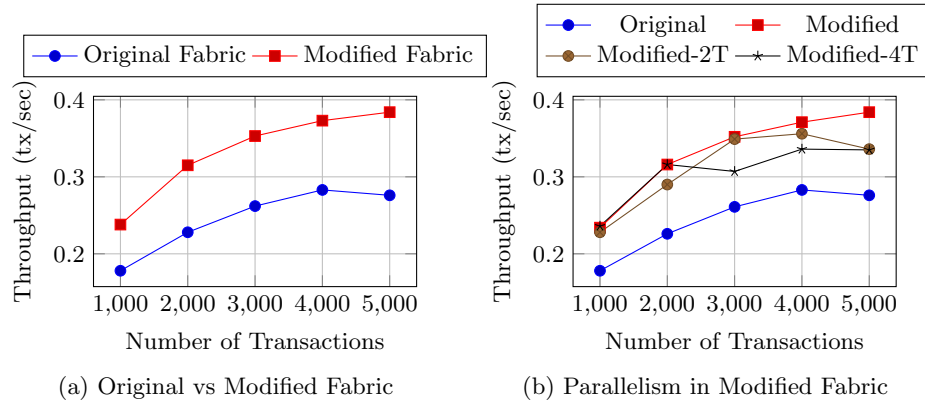 Original Fabric Modified Fabric
Throughput (tx/sec)
0.4
0.3
0.2
1,000 2,000 3,000 4,000 5,000
Number of Transactions
(a) Original vs Modified Fabric
Original Modified
Modified-2T Modified-4T
Throughput (tx/sec)
0.4
0.3
0.2
1,000 2,000 3,000 4,000 5,000
Number of Transactions
(b) Parallelism in Modified Fabric